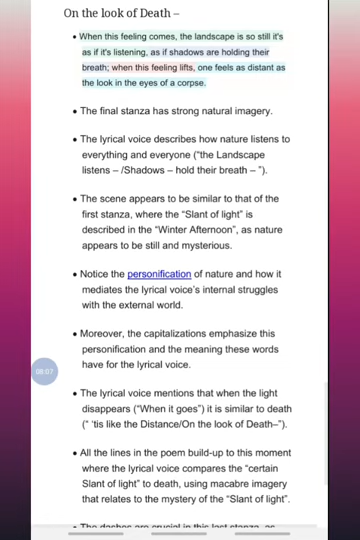 On the look of Death –
• When this feeling comes, the landscape is so still it's
as if it's listening, as if shadows are holding their
breath; when this feeling lifts, one feels as distant as
the look in the eyes of a corpse.
• The final stanza has strong natural imagery.
• The lyrical voice describes how nature listens to
everything and everyone (“the Landscape
listens – /Shadows – hold their breath – ”).
• The scene appears to be similar to that of the
first stanza, where the “Slant of light” is
described in the “Winter Afternoon”, as nature
appears to be still and mysterious.
• Notice the personification of nature and how it
mediates the lyrical voice's internal struggles
with the external world.
• Moreover, the capitalizations emphasize this
personification and the meaning these words
have for the lyrical voice.
08:07
• The lyrical voice mentions that when the light
disappears (“When it goes”) it is similar to death
(“ 'tis like the Distance/On the look of Death–”).
• All the lines in the poem build-up to this moment
where the lyrical voice compares the “certain
Slant of light” to death, using macabre imagery
that relates to the mystery of the “Slant of light”.
• The dashes are crucial in this last stanza, as